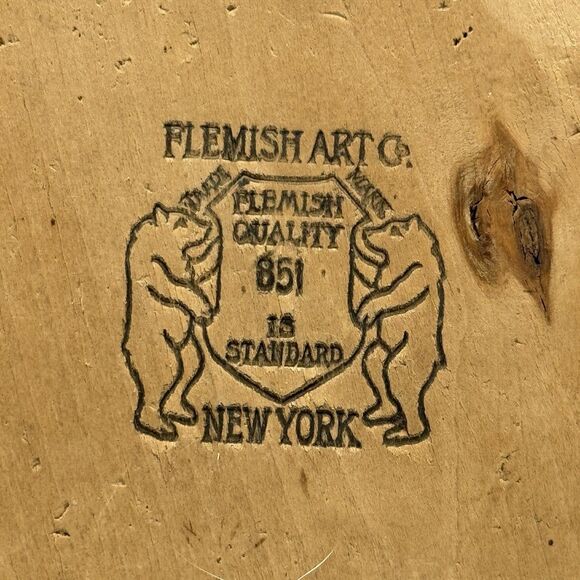 FLEMISH ART Co.
TRADE MARK
FLEMISH
QUALITY
851
IS
STANDARD
NEW YORK